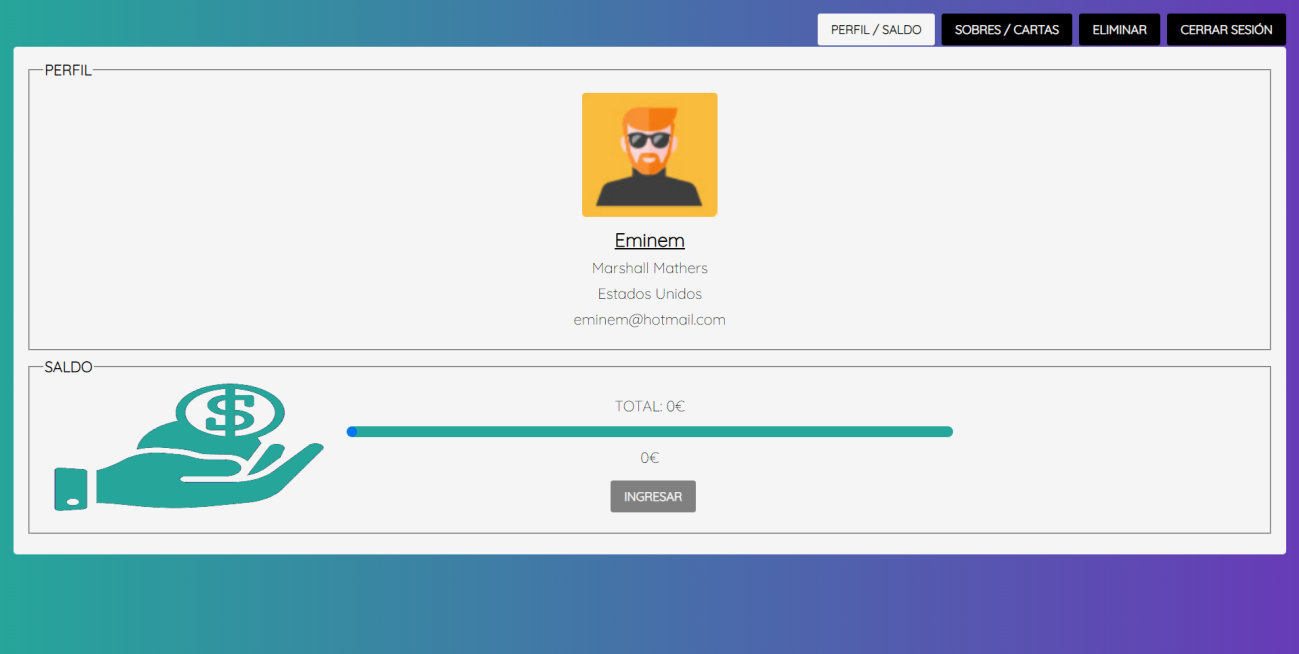 PERFIL / SALDO
SOBRES / CARTAS
ELIMINAR
CERRAR SESIÓN
PERFIL
Eminem
Marshall Mathers
Estados Unidos
eminem@hotmail.com
SALDO
$
TOTAL: 0€
0€
INGRESAR